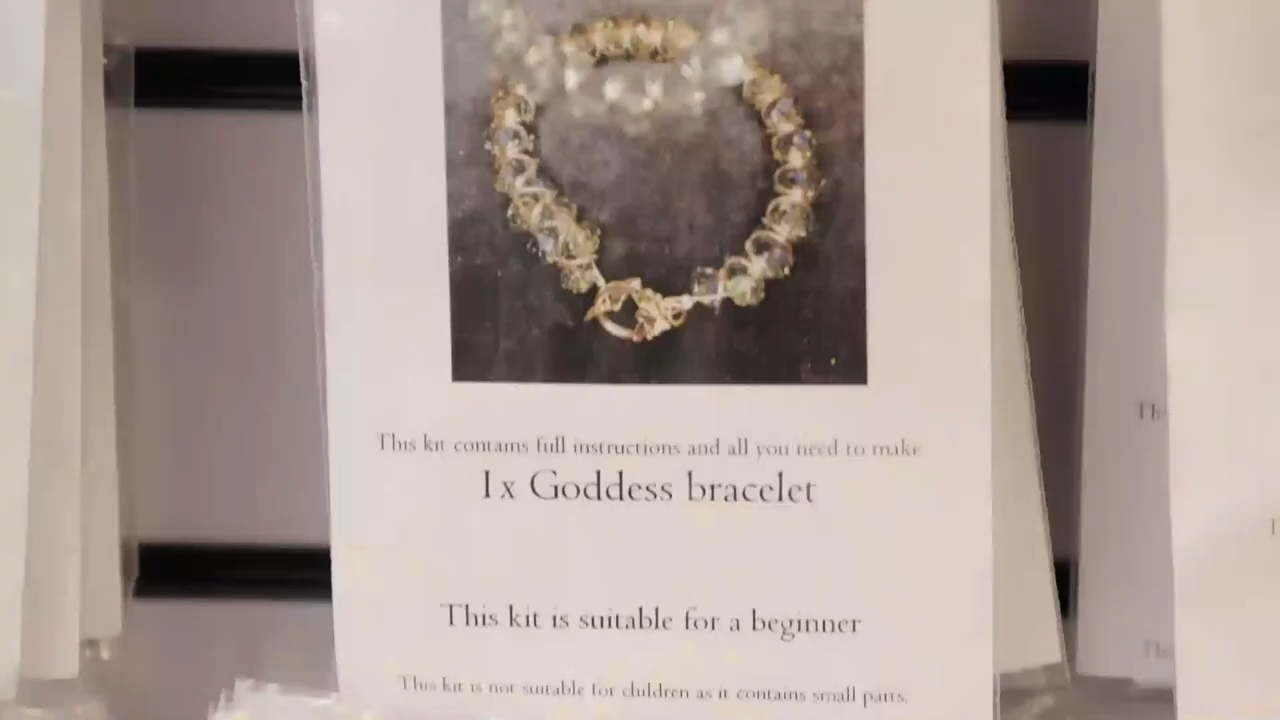 This kit contains full instructions and all you need to make
1x Goddess bracelet
This kit is suitable for a beginner
This kit is not suitable for children as it contains small parts.